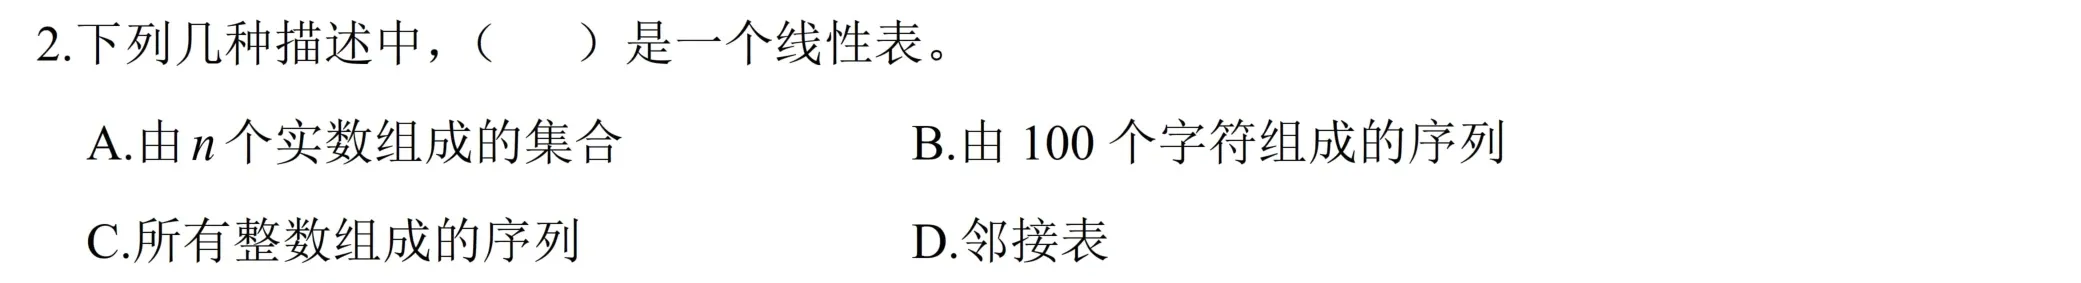 2.下列几种描述中，（　　）是一个线性表。
A.由 n 个实数组成的集合　　B.由 100 个字符组成的序列
C.所有整数组成的序列　　D.邻接表